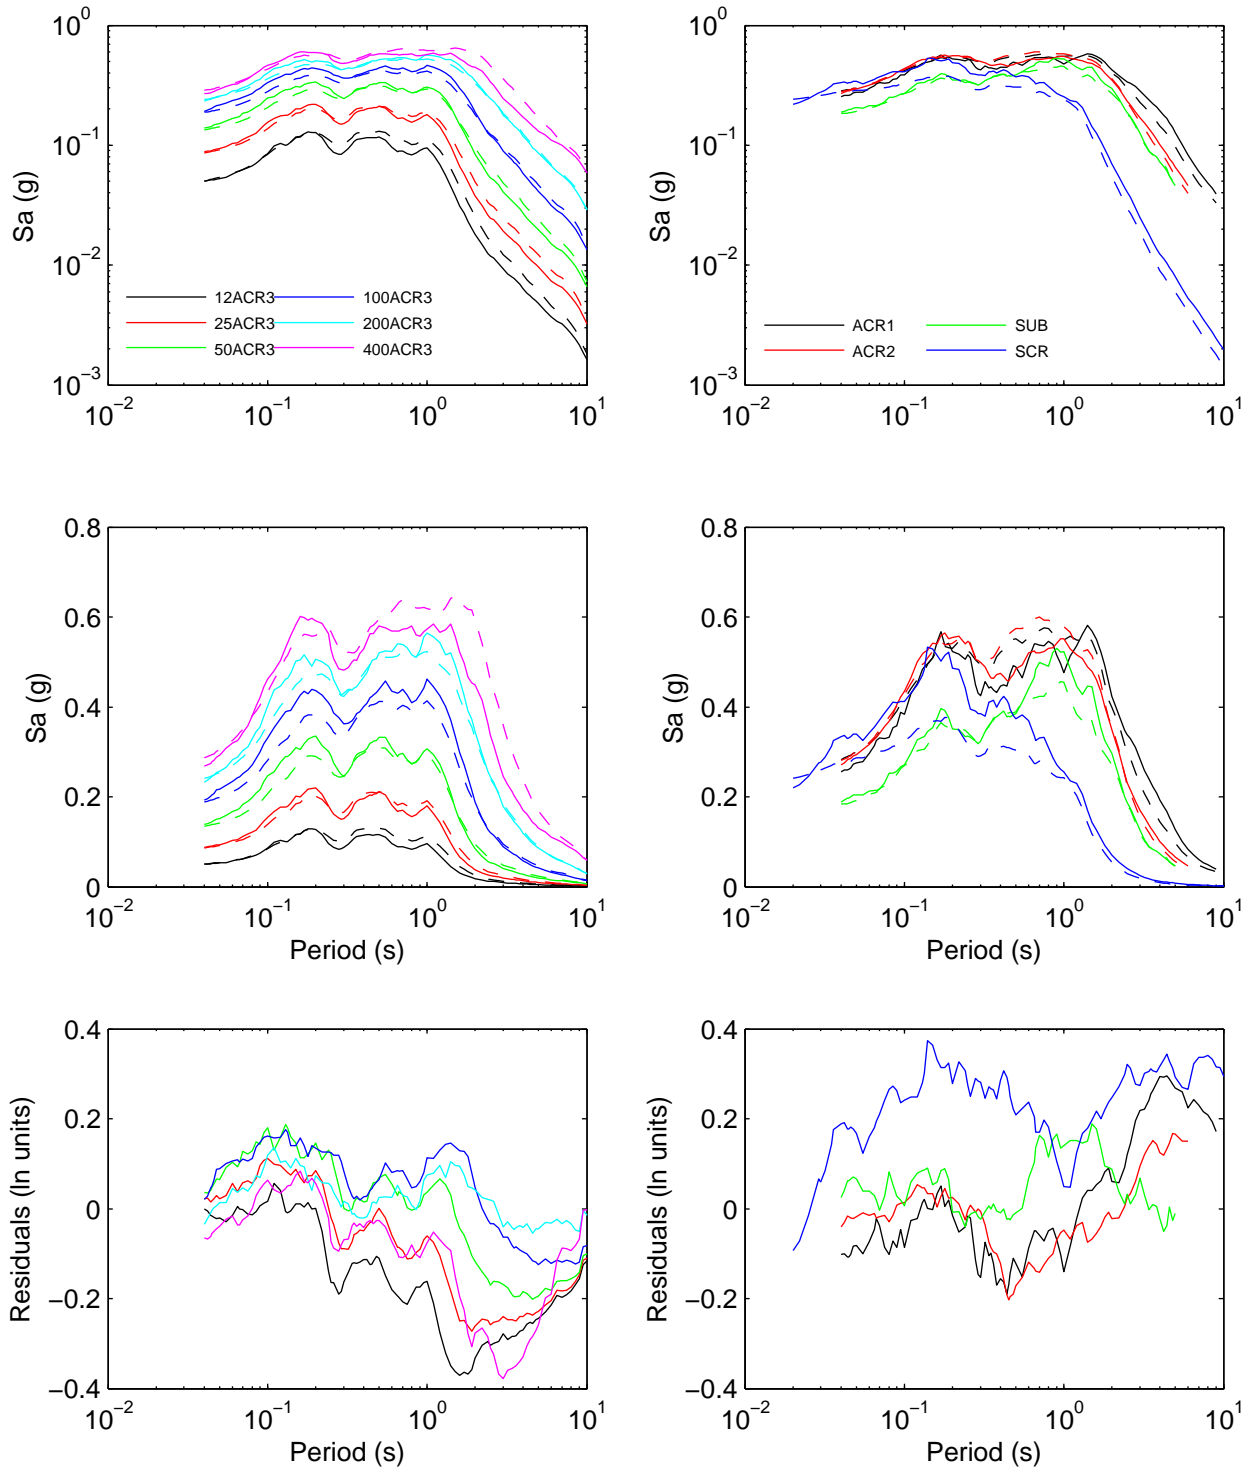 10^0
10^−1
10^−2
10^−3
Sa (g)
12ACR3
25ACR3
50ACR3
100ACR3
200ACR3
400ACR3
10^−2 10^−1 10^0 10^1
10^0
10^−1
10^−2
10^−3
Sa (g)
ACR1
ACR2
SUB
SCR
10^−2 10^−1 10^0 10^1
0.8
0.6
0.4
0.2
0
Sa (g)
10^−2 10^−1 10^0 10^1
Period (s)
0.8
0.6
0.4
0.2
0
Sa (g)
10^−2 10^−1 10^0 10^1
Period (s)
0.4
0.2
0
−0.2
−0.4
Residuals (ln units)
10^−2 10^−1 10^0 10^1
Period (s)
0.4
0.2
0
−0.2
−0.4
Residuals (ln units)
10^−2 10^−1 10^0 10^1
Period (s)